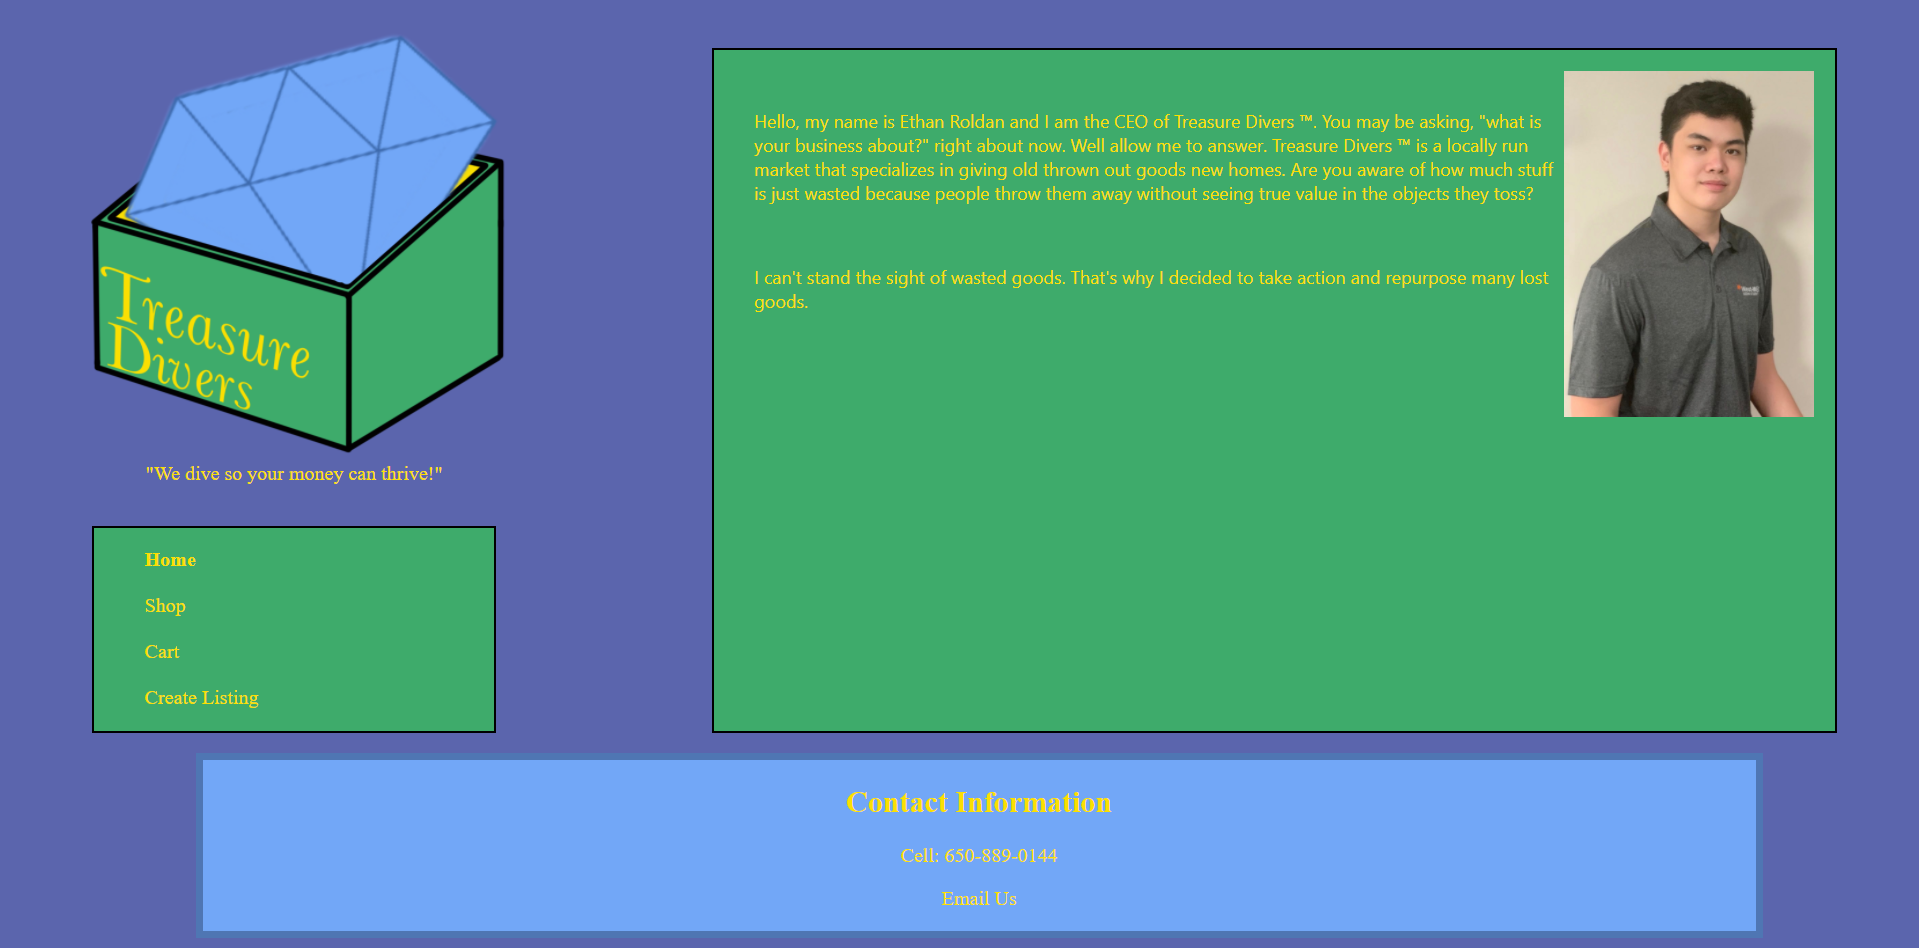 Treasure
Divers
"We dive so your money can thrive!"
Home
Shop
Cart
Create Listing
Hello, my name is Ethan Roldan and I am the CEO of Treasure Divers ™. You may be asking, "what is
your business about?" right about now. Well allow me to answer. Treasure Divers ™ is a locally run
market that specializes in giving old thrown out goods new homes. Are you aware of how much stuff
is just wasted because people throw them away without seeing true value in the objects they toss?
I can't stand the sight of wasted goods. That's why I decided to take action and repurpose many lost
goods.
Contact Information
Cell: 650-889-0144
Email Us